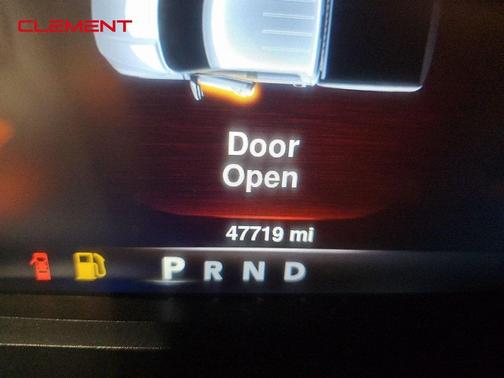 CLEMENT
Door
Open
47719 mi
P R N D